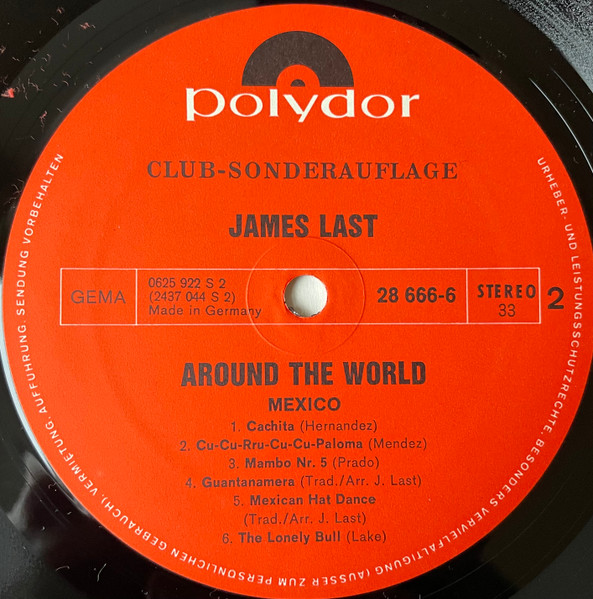 polydor
CLUB-SONDERAUFLAGE
JAMES LAST
GEMA
0625 922 S 2
(2437 044 S 2)
Made in Germany
28 666-6
STEREO
33
2
AROUND THE WORLD
MEXICO
1. Cachita (Hernandez)
2. Cu-Cu-Rru-Cu-Cu-Paloma (Mendez)
3. Mambo Nr. 5 (Prado)
4. Guantanamera (Trad./Arr. J. Last)
5. Mexican Hat Dance
(Trad./Arr. J. Last)
6. The Lonely Bull (Lake)
URHEBER- UND LEISTUNGSSCHUTZRECHTE, BESONDERS VERVIELFÄLTIGUNG (AUSSER ZUM PERSÖNLICHEN GEBRAUCH), VERMIETUNG, AUFFÜHRUNG, SENDUNG VORBEHALTEN